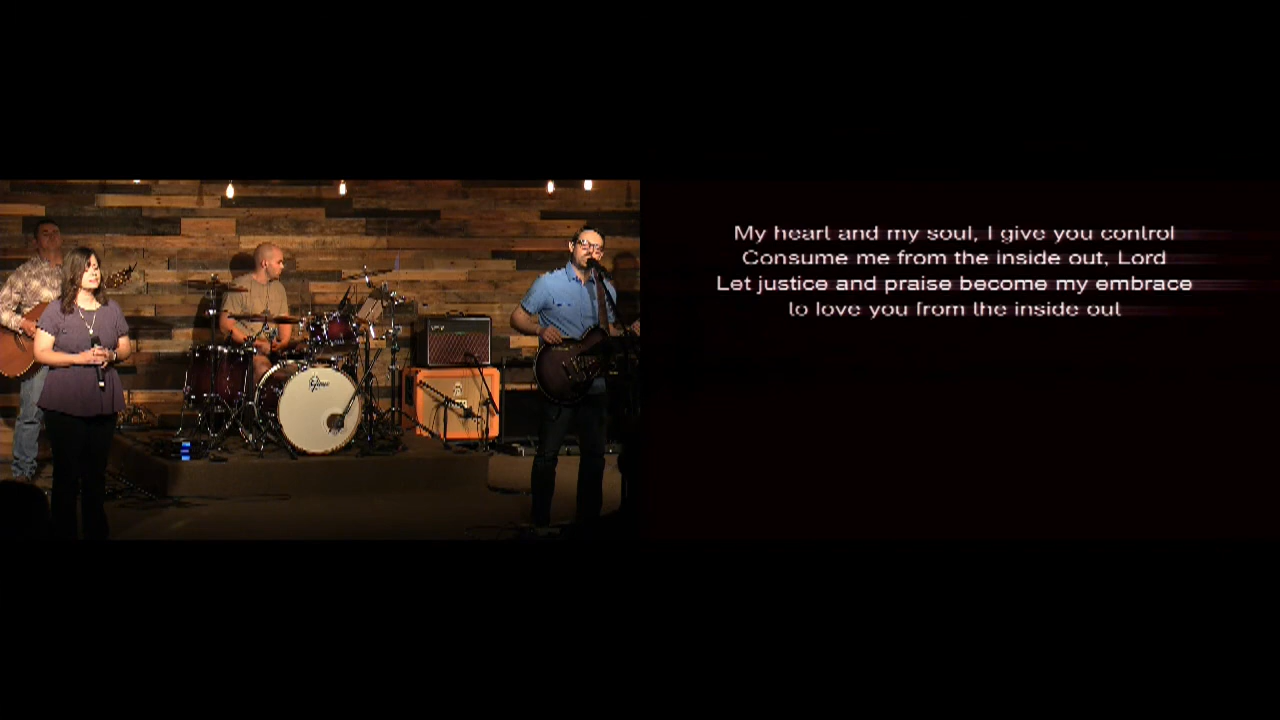 My heart and my soul, I give you control
Consume me from the inside out, Lord
Let justice and praise become my embrace
to love you from the inside out